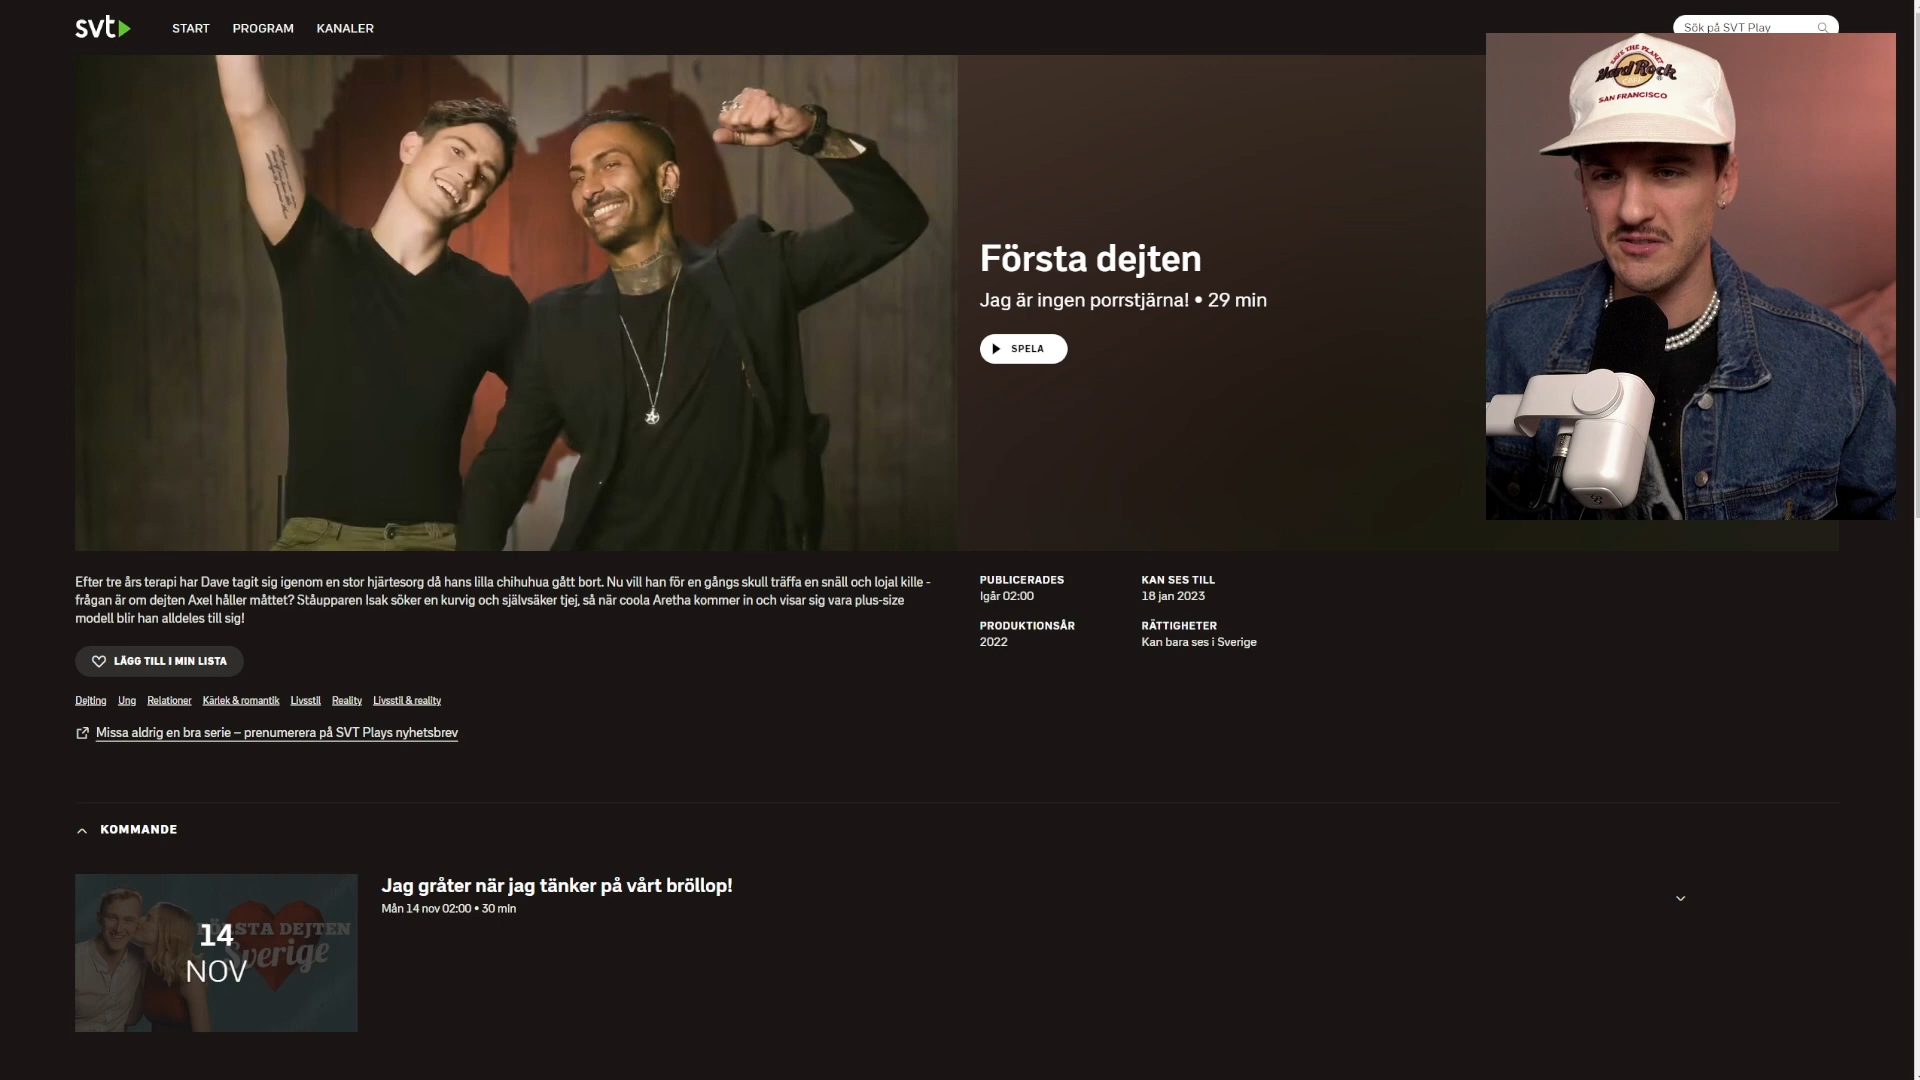 svt
START PROGRAM KANALER
Sök på SVT Play
SAVE THE PLANET
Hard Rock
SAN FRANCISCO
Första dejten
Jag är ingen porrstjärna! • 29 min
SPELA
Efter tre års terapi har Dave tagit sig igenom en stor hjärtesorg då hans lilla chihuhua gått bort. Nu vill han för en gångs skull träffa en snäll och lojal kille -
frågan är om dejten Axel håller måttet? Ståupparen Isak söker en kurvig och självsäker tjej, så när coola Aretha kommer in och visar sig vara plus-size
modell blir han alldeles till sig!
PUBLICERADES
Igår 02:00
KAN SES TILL
18 jan 2023
PRODUKTIONSÅR
2022
RÄTTIGHETER
Kan bara ses i Sverige
LÄGG TILL I MIN LISTA
Dejting Ung Relationer Kärlek & romantik Livsstil Reality Livsstil & reality
Missa aldrig en bra serie – prenumerera på SVT Plays nyhetsbrev
KOMMANDE
FÖRSTA DEJTEN
Sverige
14
NOV
Jag gråter när jag tänker på vårt bröllop!
Mån 14 nov 02:00 • 30 min